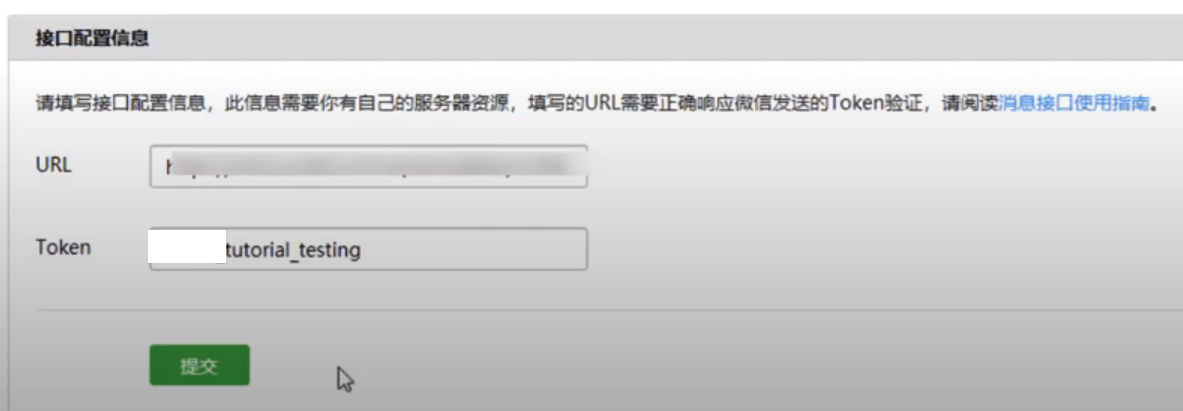 接口配置信息
请填写接口配置信息，此信息需要你有自己的服务器资源，填写的URL需要正确响应微信发送的Token验证，请阅读消息接口使用指南。
URL
Token
_tutorial_testing
提交